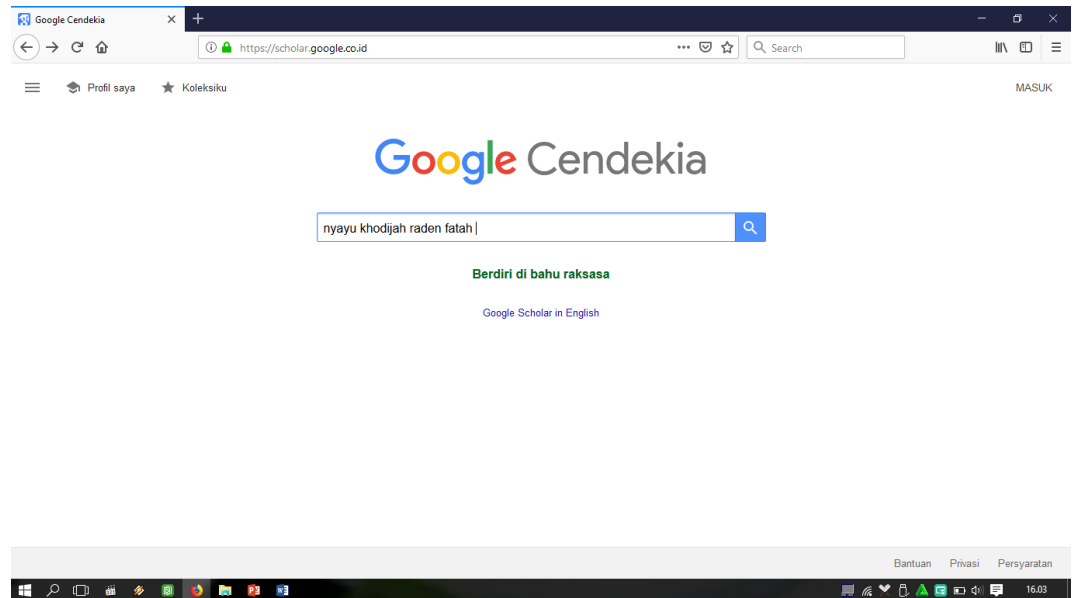 Google Cendekia
https://scholar.google.co.id
Search
Profil saya
Koleksiku
MASUK
Google Cendekia
nyayu khodijah raden fatah
Berdiri di bahu raksasa
Google Scholar in English
Bantuan Privasi Persyaratan
16.03